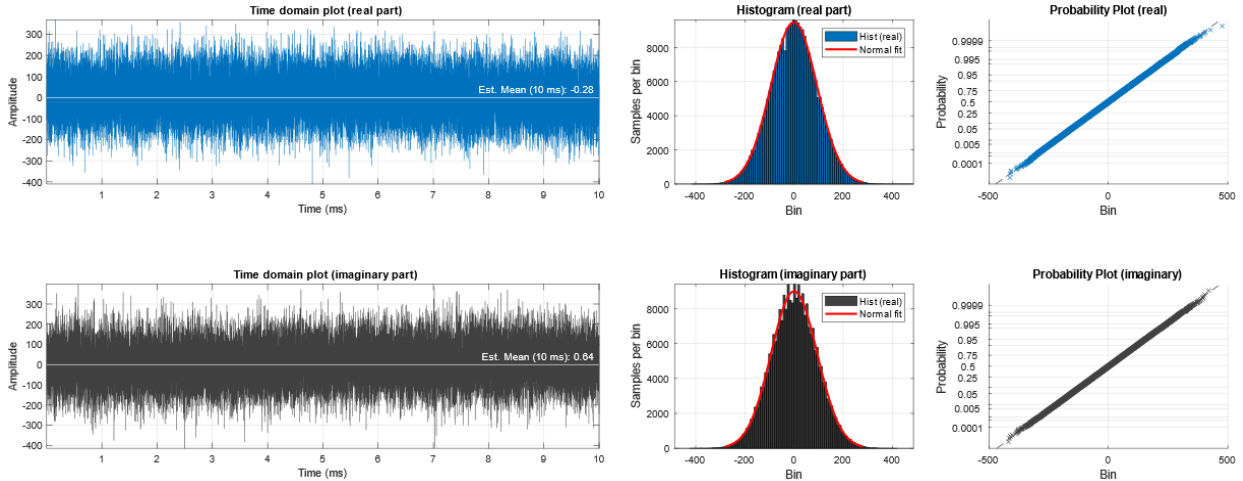 Time domain plot (real part)
Amplitude
300
200
100
0
-100
-200
-300
-400
Est. Mean (10 ms): -0.28
1 2 3 4 5 6 7 8 9 10
Time (ms)
Histogram (real part)
Samples per bin
8000
6000
4000
2000
0
Hist (real)
Normal fit
-400 -200 0 200 400
Bin
Probability Plot (real)
Probability
0.9999
0.995
0.95
0.75
0.5
0.25
0.05
0.005
0.0001
-500 0 500
Bin
Time domain plot (imaginary part)
Amplitude
300
200
100
0
-100
-200
-300
-400
Est. Mean (10 ms): 0.64
1 2 3 4 5 6 7 8 9 10
Time (ms)
Histogram (imaginary part)
Samples per bin
8000
6000
4000
2000
0
Hist (real)
Normal fit
-400 -200 0 200 400
Bin
Probability Plot (imaginary)
Probability
0.9999
0.995
0.95
0.75
0.5
0.25
0.05
0.005
0.0001
-500 0 500
Bin